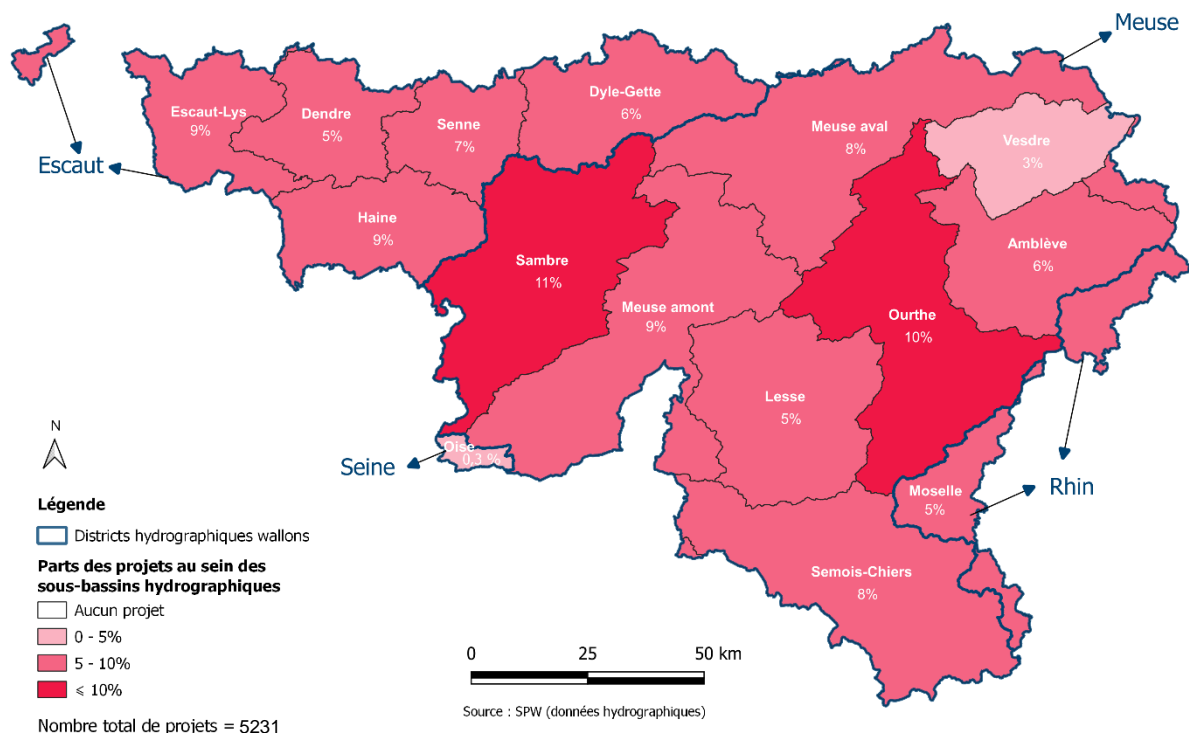 Meuse
Dyle-Gette
6%
Escaut-Lys
9%
Dendre
5%
Senne
7%
Meuse aval
8%
Vesdre
3%
Escaut
Haine
9%
Amblève
6%
Sambre
11%
Meuse amont
9%
Ourthe
10%
Lesse
5%
N
Oise
0,3 %
Seine
Moselle
5%
Rhin
Semois-Chiers
8%
Légende
Districts hydrographiques wallons
Parts des projets au sein des
sous-bassins hydrographiques
Aucun projet
0 - 5%
5 - 10%
⩽ 10%
Nombre total de projets = 5231
0 25 50 km
Source : SPW (données hydrographiques)